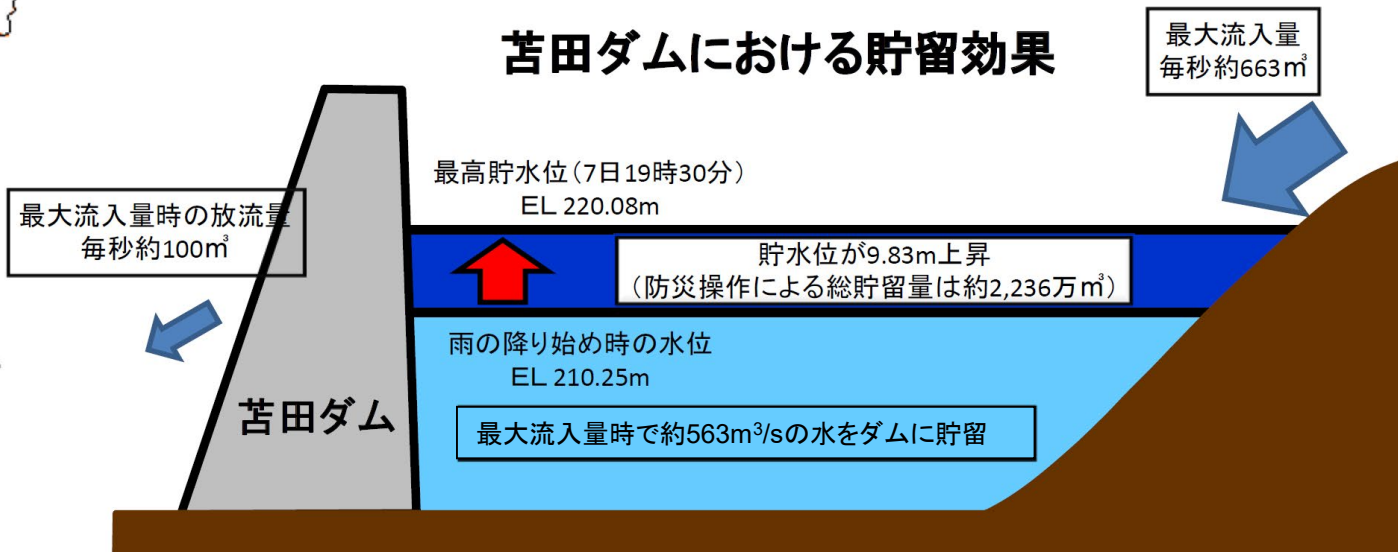 苫田ダムにおける貯留効果
最大流入量
毎秒約663㎥
最高貯水位（7日19時30分）
EL 220.08m
最大流入量時の放流量
毎秒約100㎥
貯水位が9.83m上昇
（防災操作による総貯留量は約2,236万㎥）
雨の降り始め時の水位
EL 210.25m
苫田ダム
最大流入量時で約563m³/sの水をダムに貯留